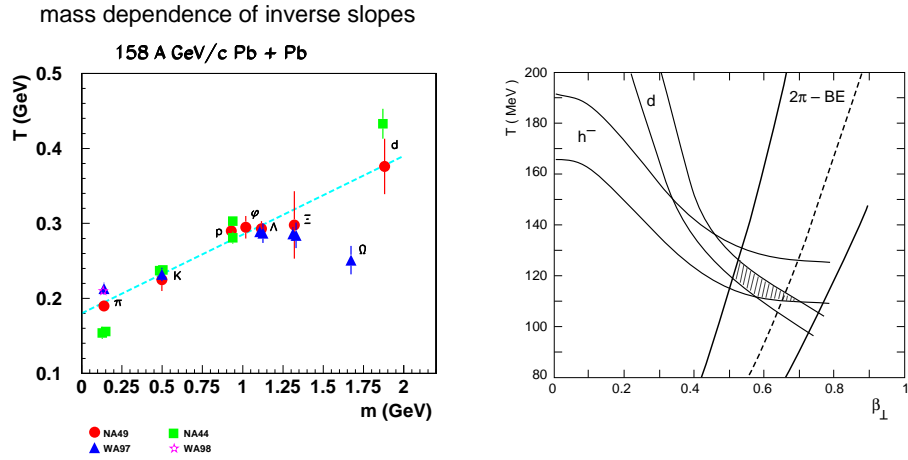 mass dependence of inverse slopes
158 A GeV/c Pb + Pb
T (GeV)
0.5
0.4
0.3
0.2
0.1
π
K
p
φ
Λ
Ξ
Ω
d
0 0.25 0.5 0.75 1 1.25 1.5 1.75 2
m (GeV)
NA49 NA44
WA97 WA98
T ( MeV )
200
180
160
140
120
100
80
h⁻
d
2π – BE
0 0.2 0.4 0.6 0.8 1
β⊥